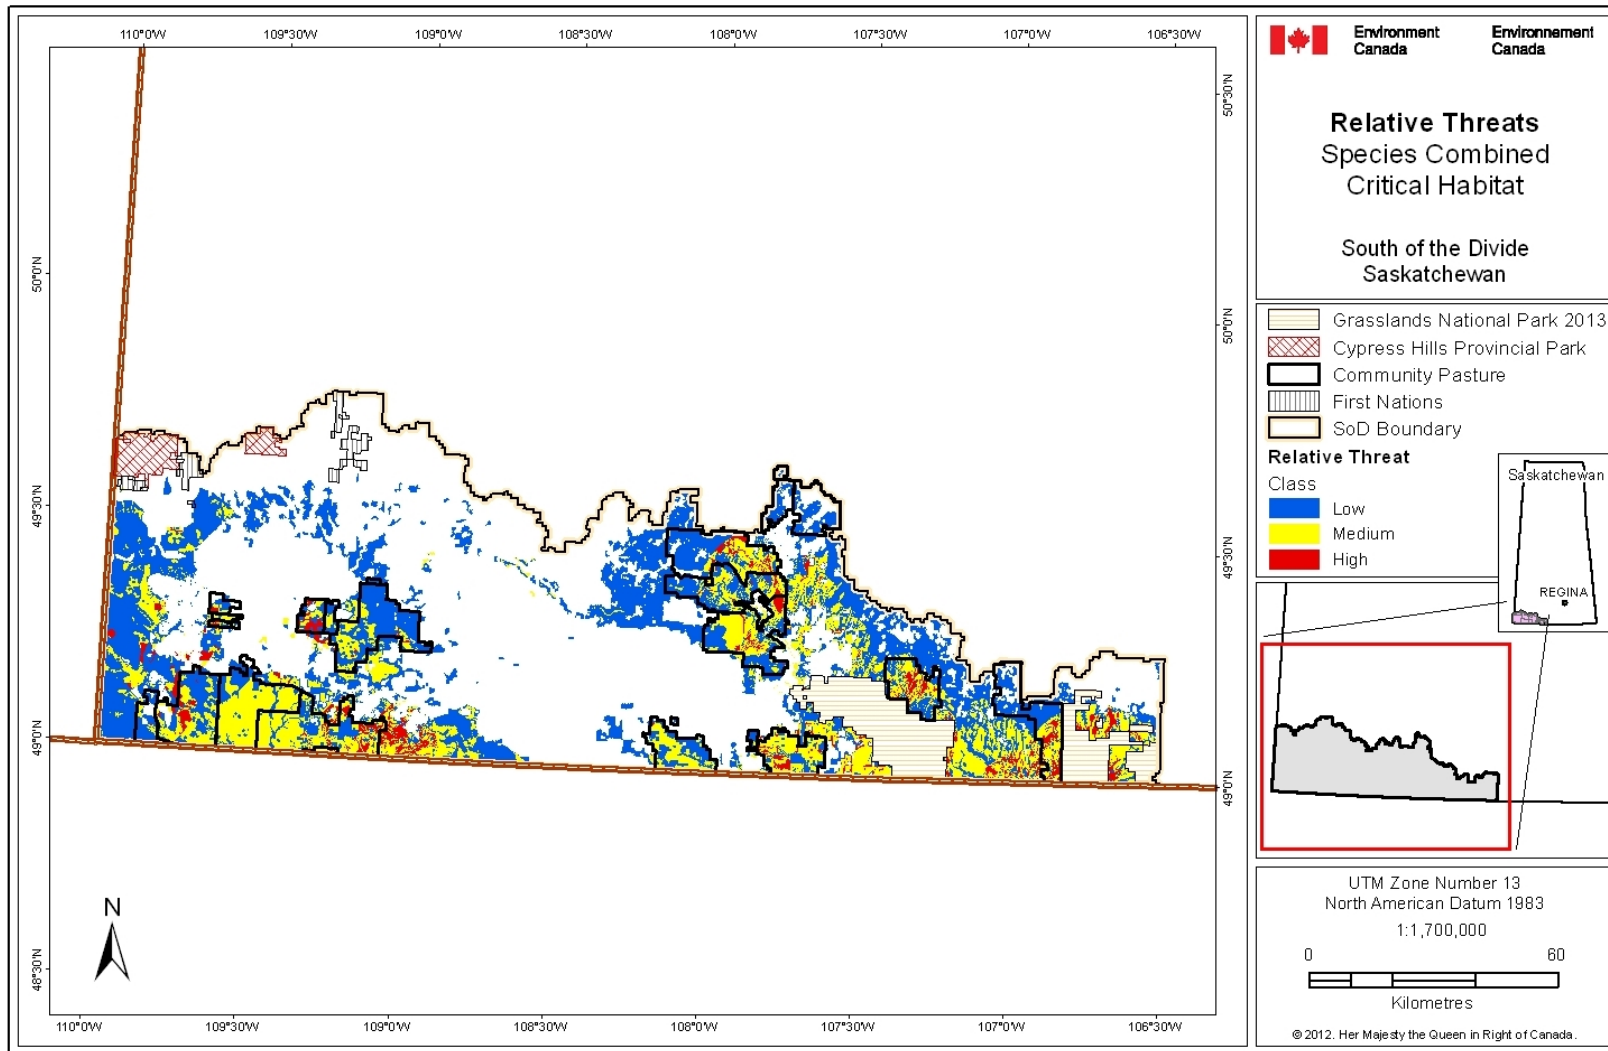 110°0'W 109°30'W 109°0'W 108°30'W 108°0'W 107°30'W 107°0'W 106°30'W
50°30'N
50°0'N
50°0'N
49°30'N
49°30'N
49°0'N
49°0'N
48°30'N
N
110°0'W 109°30'W 109°0'W 108°30'W 108°0'W 107°30'W 107°0'W 106°30'W
Environment Environnement
Canada Canada
Relative Threats
Species Combined
Critical Habitat
South of the Divide
Saskatchewan
Grasslands National Park 2013
Cypress Hills Provincial Park
Community Pasture
First Nations
SoD Boundary
Relative Threat
Class
Low
Medium
High
Saskatchewan
REGINA
UTM Zone Number 13
North American Datum 1983
1:1,700,000
0 60
Kilometres
© 2012. Her Majesty the Queen in Right of Canada.